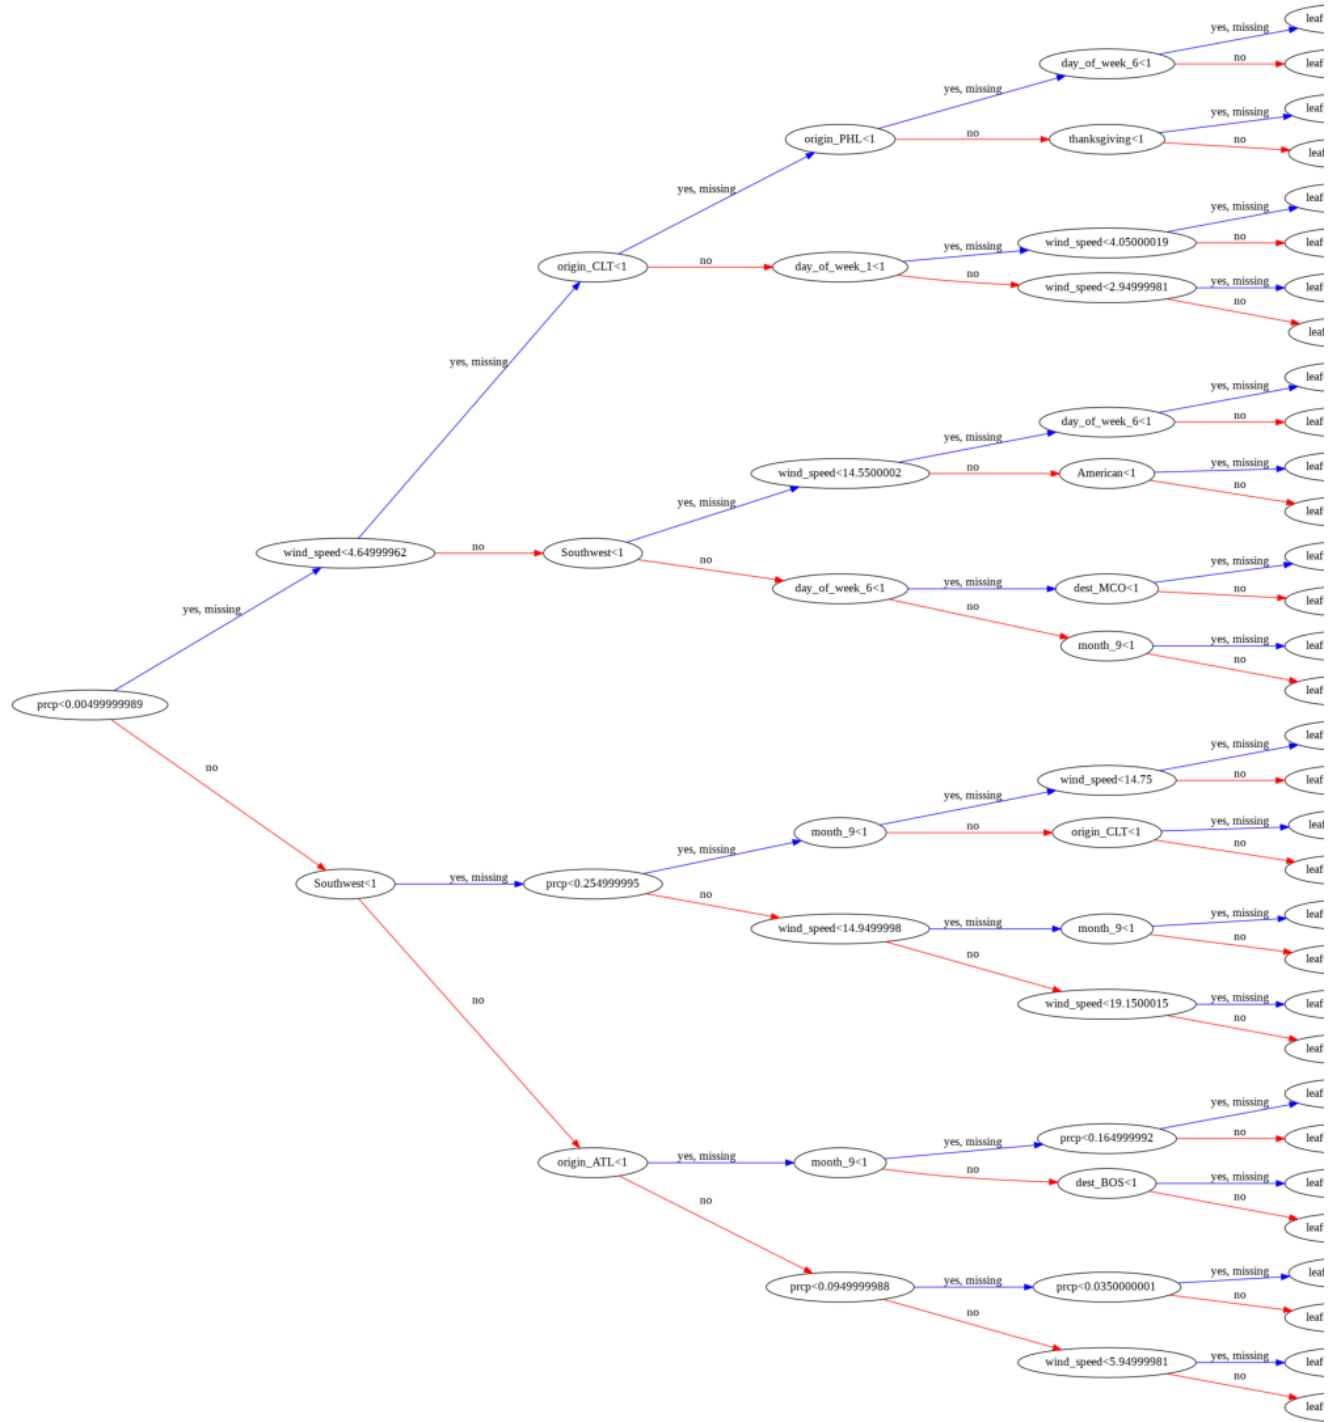 yes, missing
leaf
day_of_week_6<1
no
leaf
yes, missing
origin_PHL<1
no
thanksgiving<1
yes, missing
leaf
no
leaf
yes, missing
origin_CLT<1
no
day_of_week_1<1
yes, missing
wind_speed<4.05000019
yes, missing
leaf
no
leaf
no
wind_speed<2.94999981
yes, missing
leaf
no
leaf
yes, missing
wind_speed<4.64999962
no
Southwest<1
yes, missing
wind_speed<14.5500002
yes, missing
day_of_week_6<1
yes, missing
leaf
no
leaf
no
American<1
yes, missing
leaf
no
leaf
no
day_of_week_6<1
yes, missing
dest_MCO<1
yes, missing
leaf
no
leaf
no
month_9<1
yes, missing
leaf
no
leaf
yes, missing
prcp<0.00499999989
no
Southwest<1
yes, missing
prcp<0.254999995
yes, missing
month_9<1
yes, missing
wind_speed<14.75
yes, missing
leaf
no
leaf
no
origin_CLT<1
yes, missing
leaf
no
leaf
no
wind_speed<14.9499998
yes, missing
month_9<1
yes, missing
leaf
no
leaf
no
wind_speed<19.1500015
yes, missing
leaf
no
leaf
no
origin_ATL<1
yes, missing
month_9<1
yes, missing
prcp<0.164999992
yes, missing
leaf
no
leaf
no
dest_BOS<1
yes, missing
leaf
no
leaf
no
prcp<0.0949999988
yes, missing
prcp<0.0350000001
yes, missing
leaf
no
leaf
no
wind_speed<5.94999981
yes, missing
leaf
no
leaf